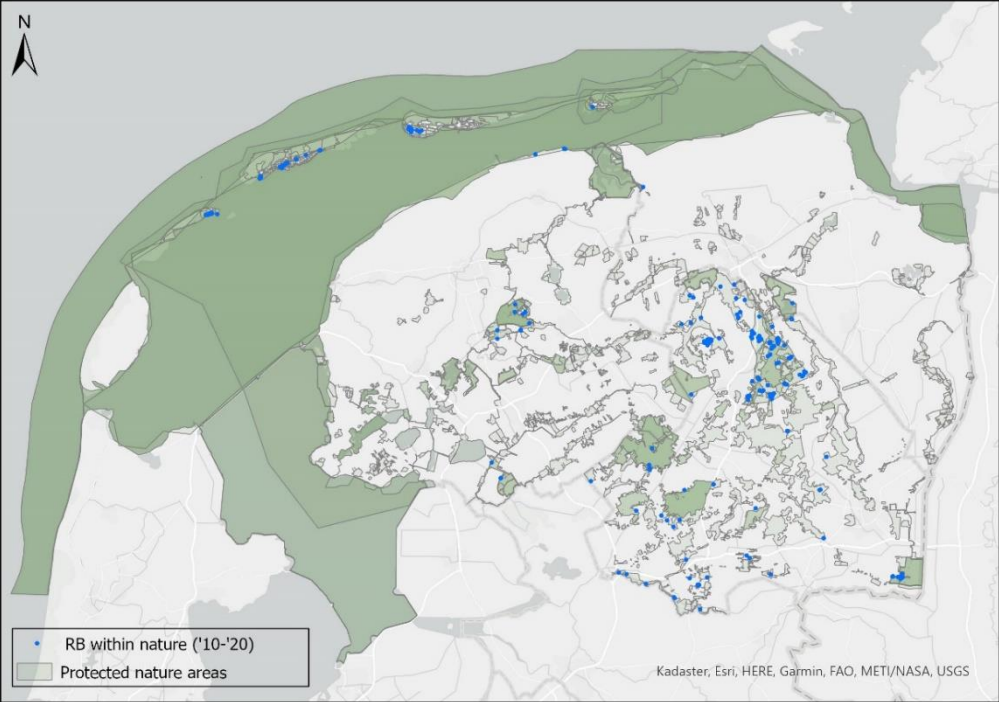 N
RB within nature ('10-'20)
Protected nature areas
Kadaster, Esri, HERE, Garmin, FAO, METI/NASA, USGS